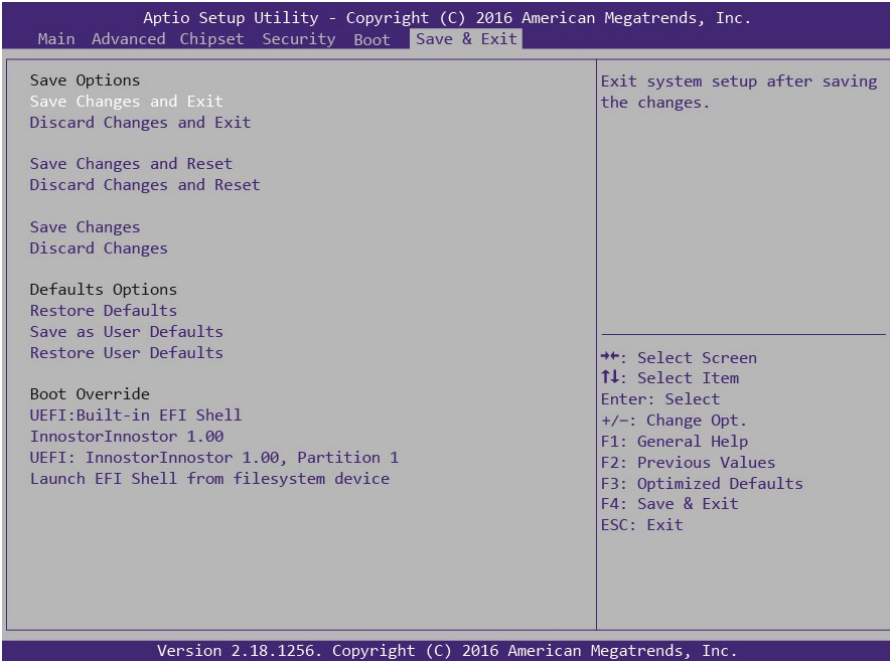 Aptio Setup Utility - Copyright (C) 2016 American Megatrends, Inc.
Main Advanced Chipset Security Boot Save & Exit
Save Options
Save Changes and Exit
Discard Changes and Exit
Save Changes and Reset
Discard Changes and Reset
Save Changes
Discard Changes
Defaults Options
Restore Defaults
Save as User Defaults
Restore User Defaults
Boot Override
UEFI:Built-in EFI Shell
InnostorInnostor 1.00
UEFI: InnostorInnostor 1.00, Partition 1
Launch EFI Shell from filesystem device
Exit system setup after saving
the changes.
→←: Select Screen
↑↓: Select Item
Enter: Select
+/-: Change Opt.
F1: General Help
F2: Previous Values
F3: Optimized Defaults
F4: Save & Exit
ESC: Exit
Version 2.18.1256. Copyright (C) 2016 American Megatrends, Inc.